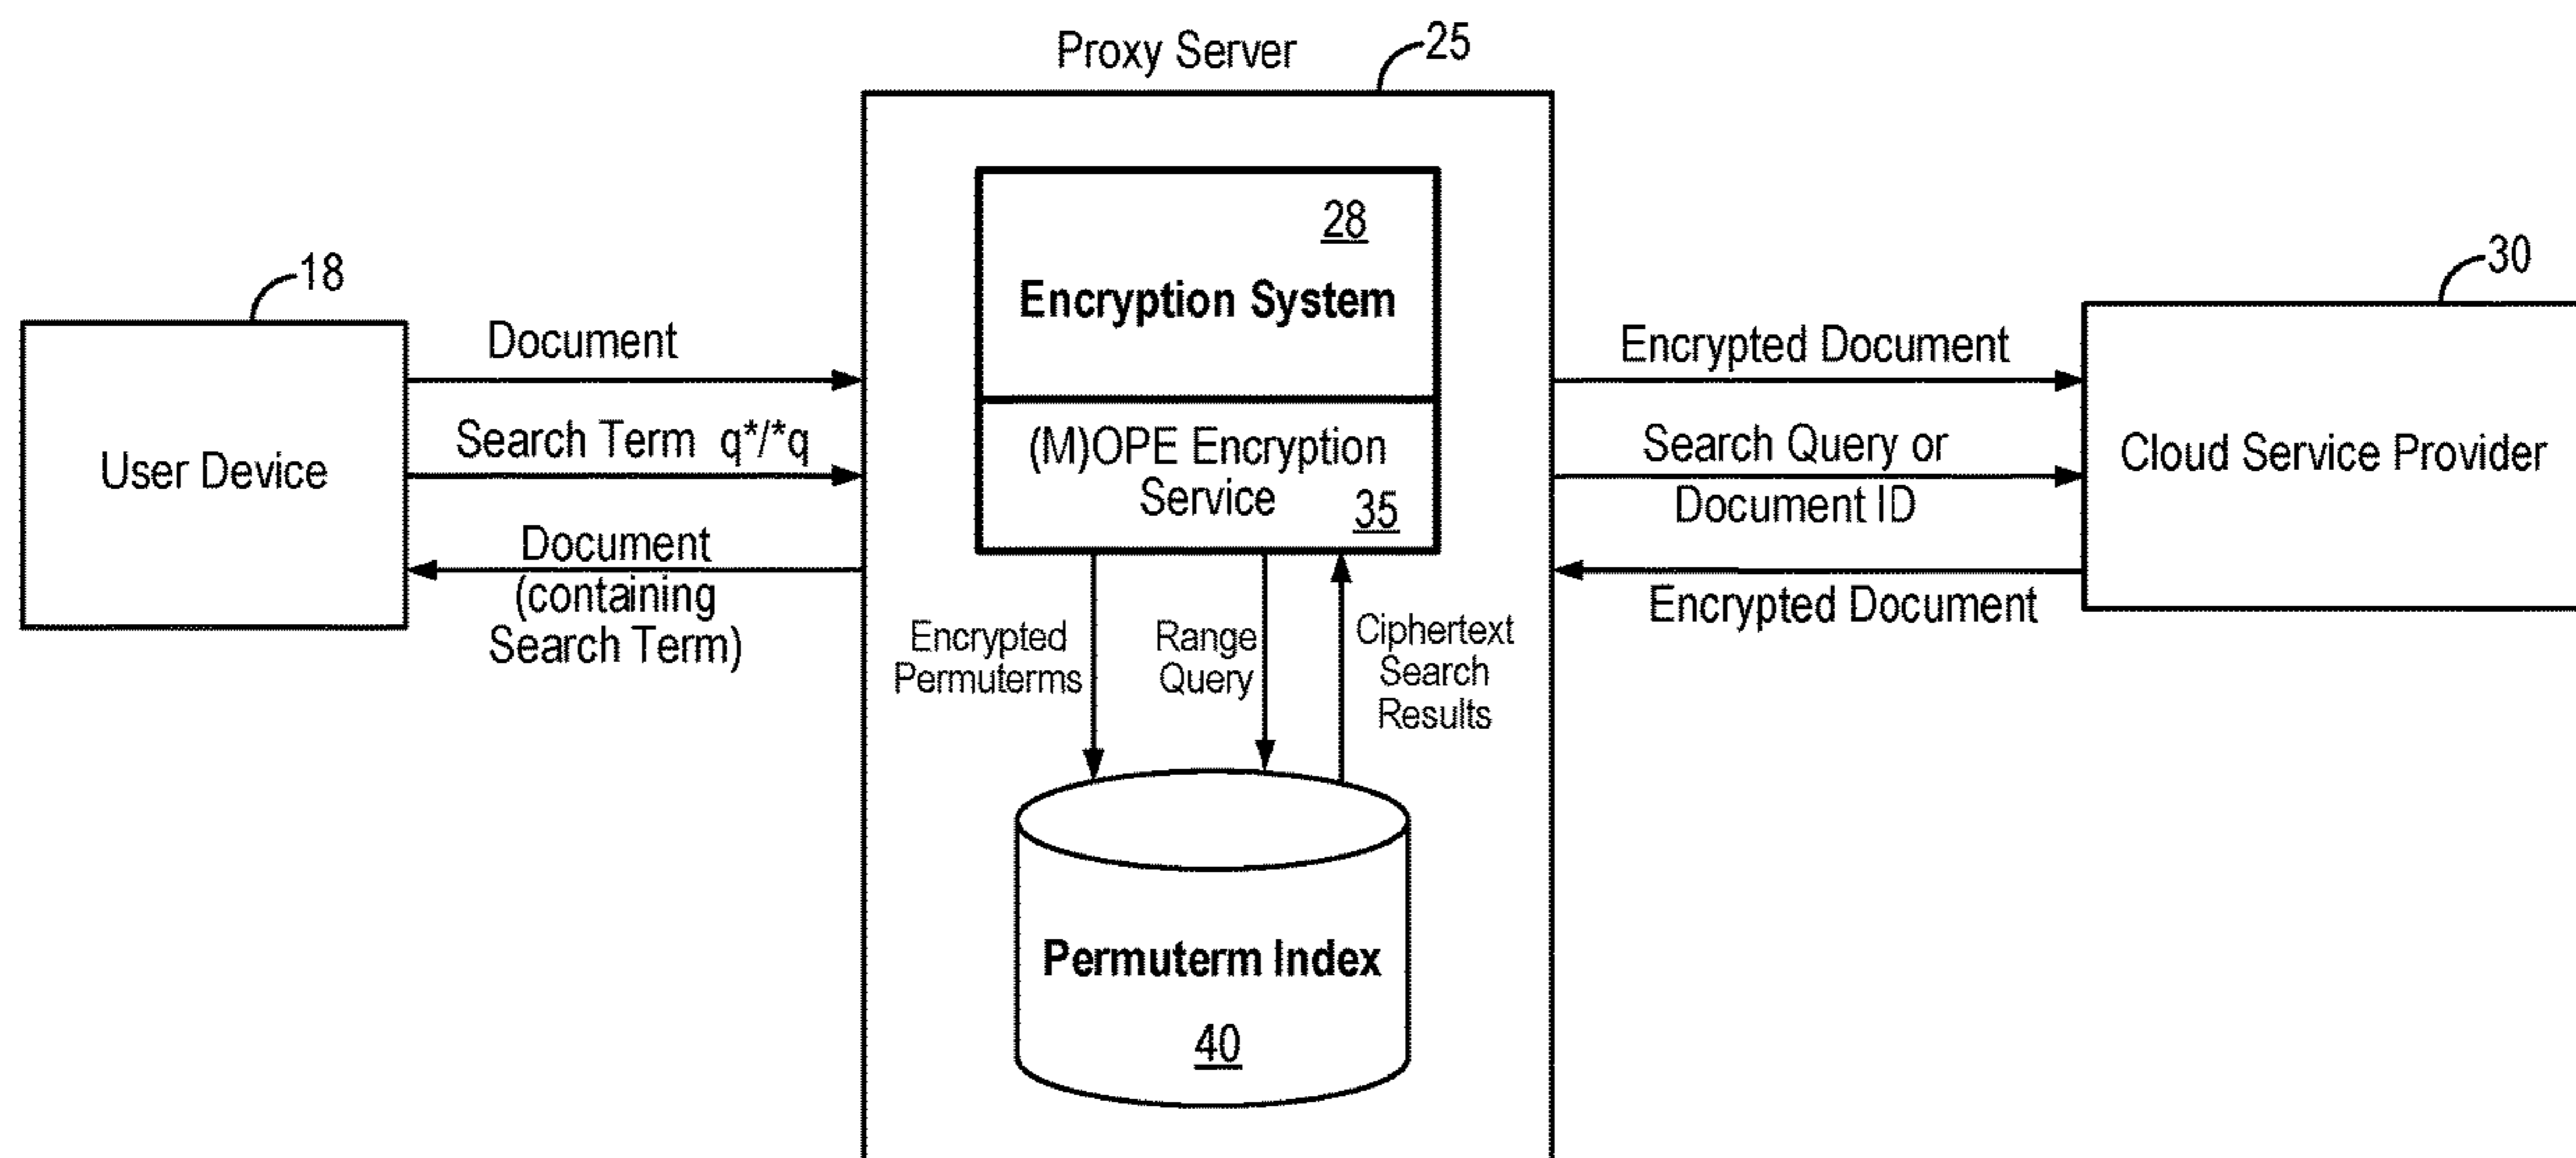 Proxy Server
25
28
Encryption System
(M)OPE Encryption
Service
35
18
User Device
Document
Search Term q*/*q
Document
(containing
Search Term)
Encrypted Document
Search Query or
Document ID
Encrypted Document
30
Cloud Service Provider
Encrypted
Permuterms
Range
Query
Ciphertext
Search
Results
Permuterm Index
40